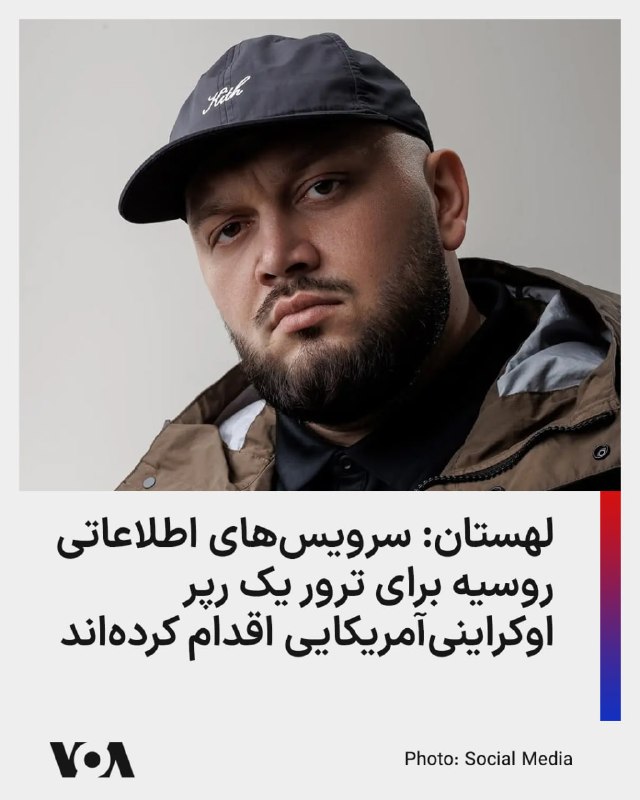 Kith
لهستان: سرویس‌های اطلاعاتی
روسیه برای ترور یک رپر
اوکراینی‌آمریکایی اقدام کرده‌اند
VOA
Photo: Social Media